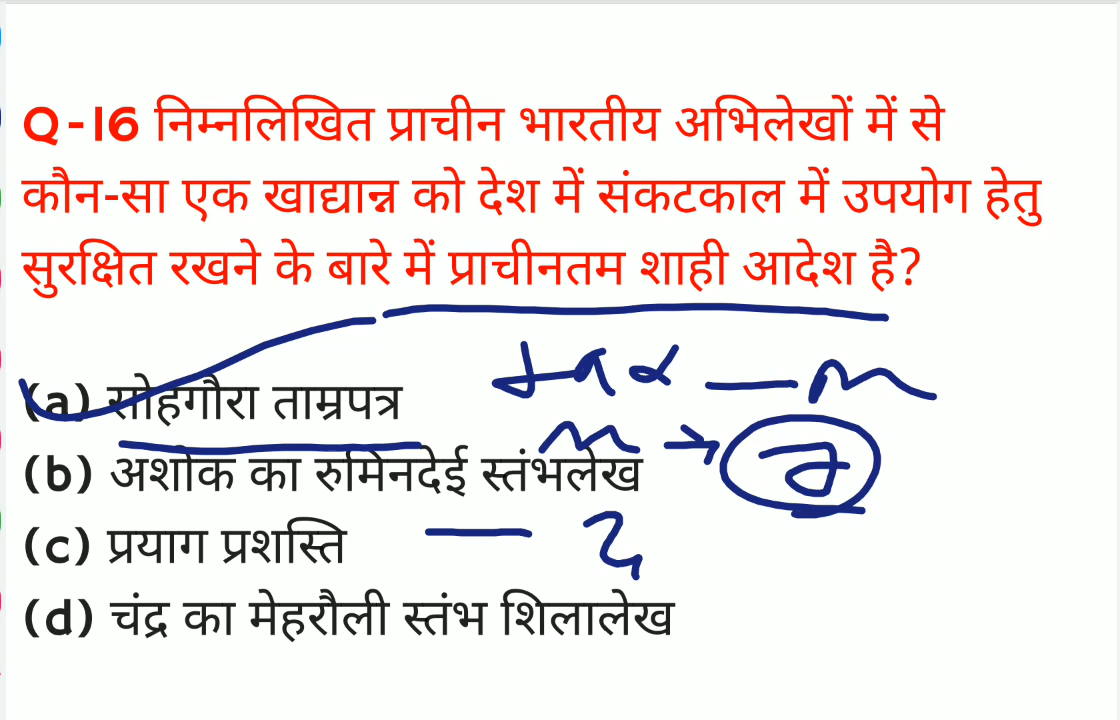 Q-16 निम्नलिखित प्राचीन भारतीय अभिलेखों में से
कौन-सा एक खाद्यान्न को देश में संकटकाल में उपयोग हेतु
सुरक्षित रखने के बारे में प्राचीनतम शाही आदेश है?
(a) सोहगौरा ताम्रपत्र
(b) अशोक का रुमिनदेई स्तंभलेख
(c) प्रयाग प्रशस्ति
(d) चंद्र का मेहरौली स्तंभ शिलालेख